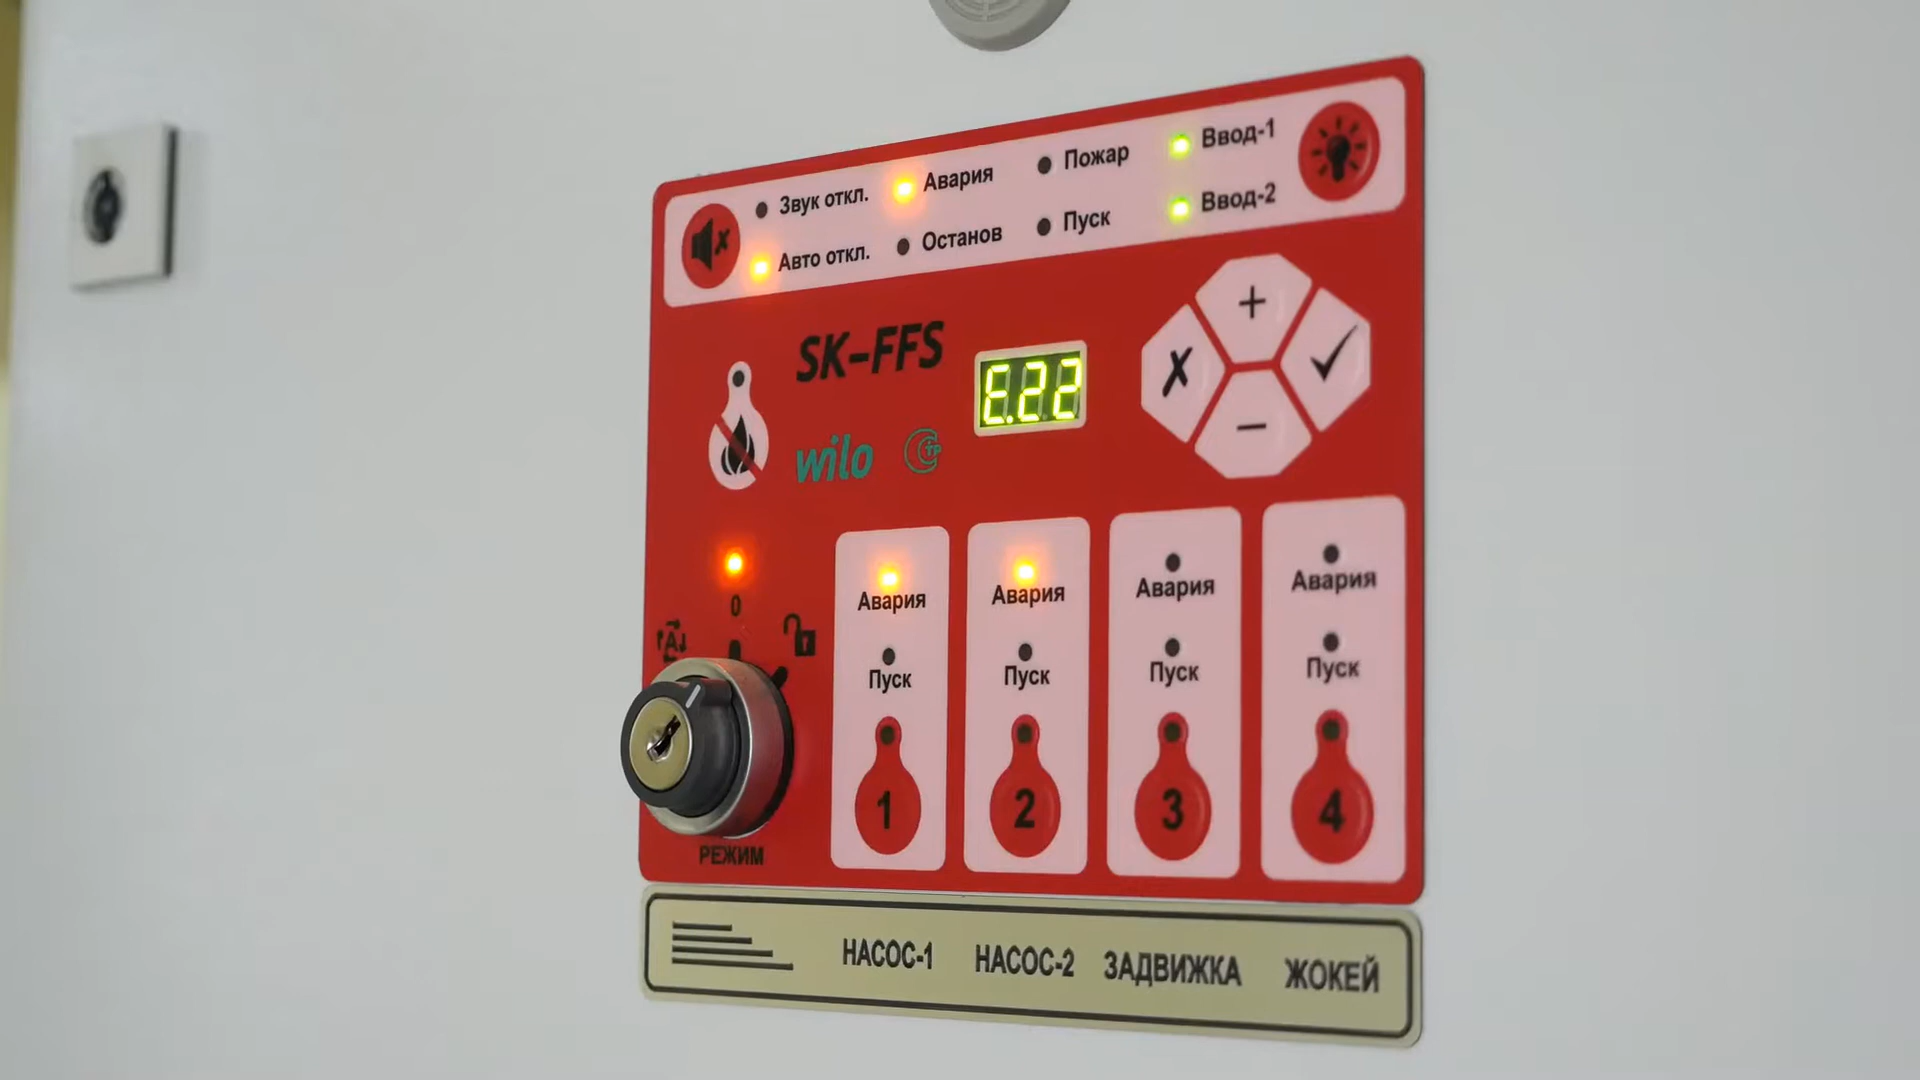 Звук откл. Авария Пожар Ввод-1
Авто откл. Останов Пуск Ввод-2
SK-FFS
E.22
+
X ✓
−
wilo
0
A
Авария Авария Авария Авария
Пуск Пуск Пуск Пуск
1 2 3 4
РЕЖИМ
НАСОС-1 НАСОС-2 ЗАДВИЖКА ЖОКЕЙ